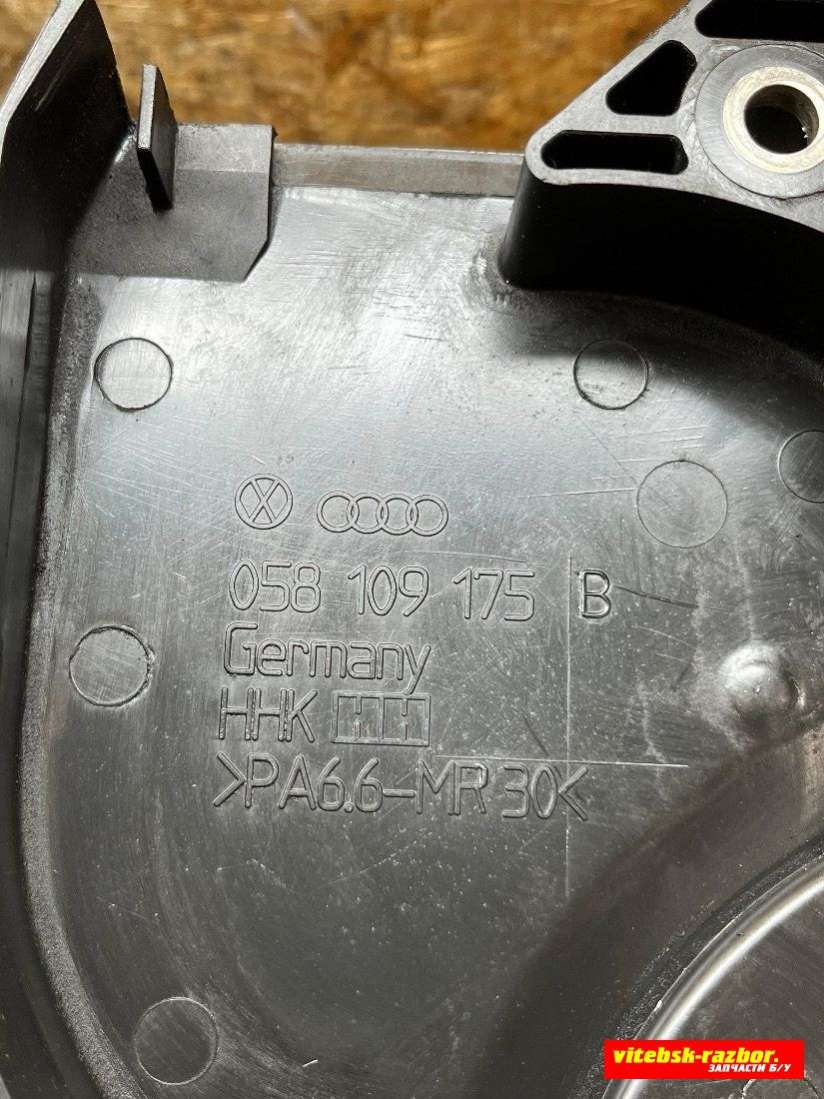 058 109 175 B
Germany
HHK
>PA6.6-MR 30<
vitebsk-razbor.
ЗАПЧАСТИ Б/У